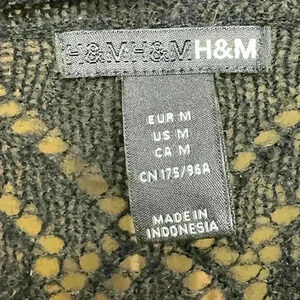 H&MH&MH&M
EUR M
US M
CA M
CN 175/96A
MADE IN
INDONESIA